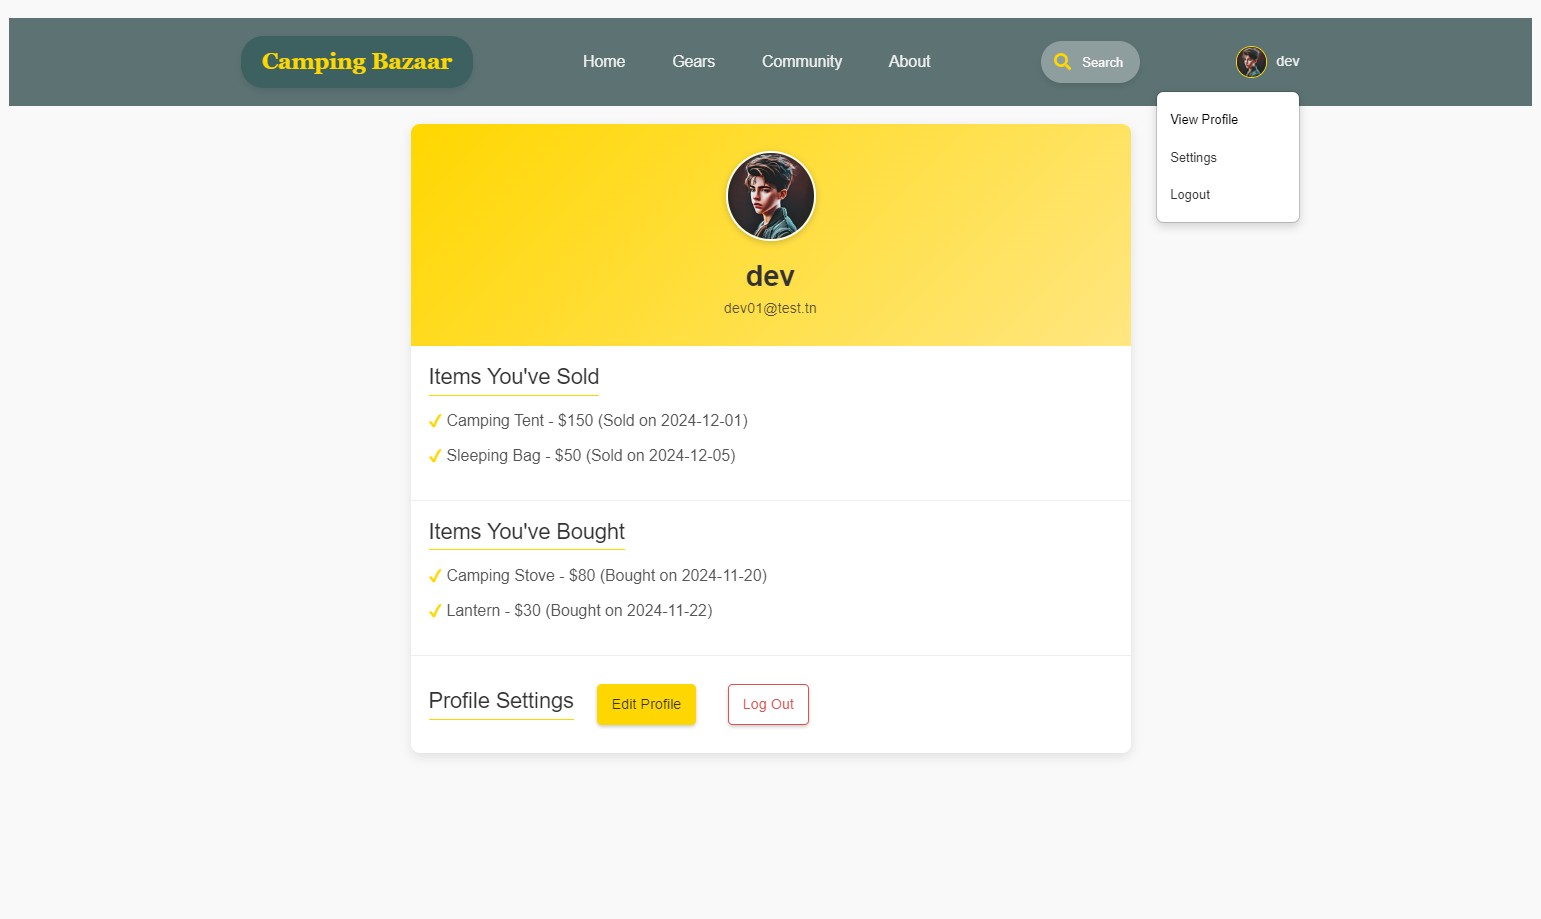 Camping Bazaar
Home Gears Community About
Search
dev
View Profile
Settings
Logout
dev
dev01@test.tn
Items You've Sold
✓ Camping Tent - $150 (Sold on 2024-12-01)
✓ Sleeping Bag - $50 (Sold on 2024-12-05)
Items You've Bought
✓ Camping Stove - $80 (Bought on 2024-11-20)
✓ Lantern - $30 (Bought on 2024-11-22)
Profile Settings Edit Profile Log Out